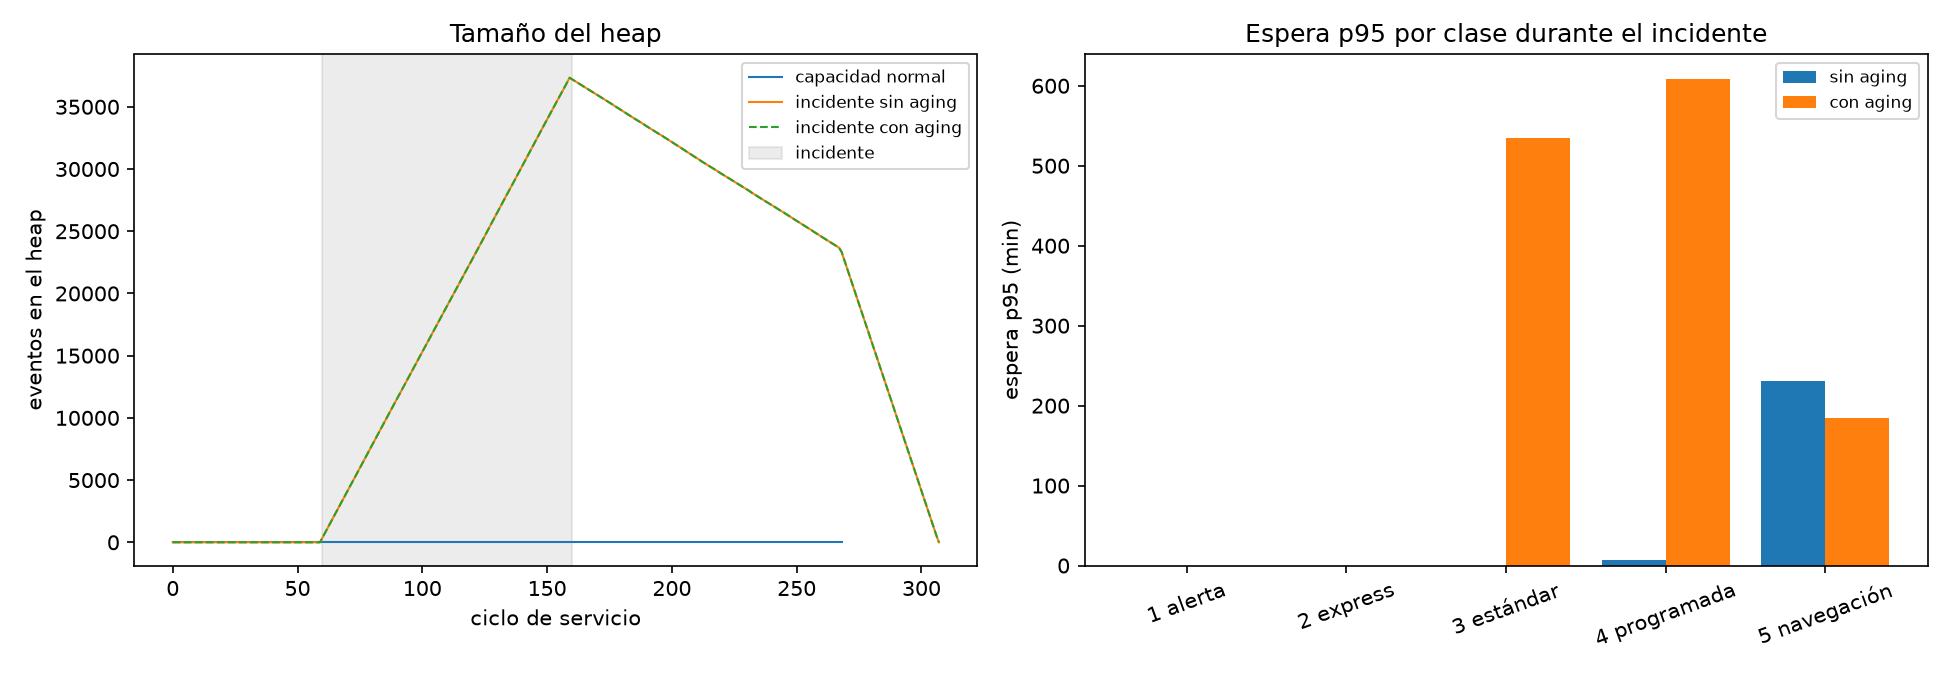 Tamaño del heap
eventos en el heap
35000
30000
25000
20000
15000
10000
5000
0
0 50 100 150 200 250 300
ciclo de servicio
capacidad normal
incidente sin aging
incidente con aging
incidente
Espera p95 por clase durante el incidente
espera p95 (min)
600
500
400
300
200
100
0
1 alerta
2 express
3 estándar
4 programada
5 navegación
sin aging
con aging